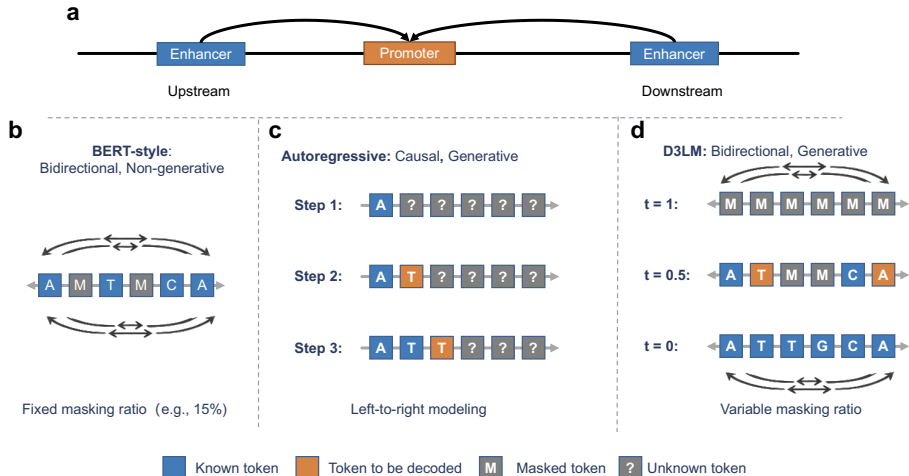 a
Enhancer
Promoter
Enhancer
Upstream
Downstream
b
BERT-style:
Bidirectional, Non-generative
A M T M C A
Fixed masking ratio (e.g., 15%)
c
Autoregressive: Causal, Generative
Step 1: A ? ? ? ? ?
Step 2: A T ? ? ? ?
Step 3: A T T ? ? ?
Left-to-right modeling
d
D3LM: Bidirectional, Generative
t = 1: M M M M M M
t = 0.5: A T M M C A
t = 0: A T T G C A
Variable masking ratio
Known token
Token to be decoded
M Masked token
? Unknown token